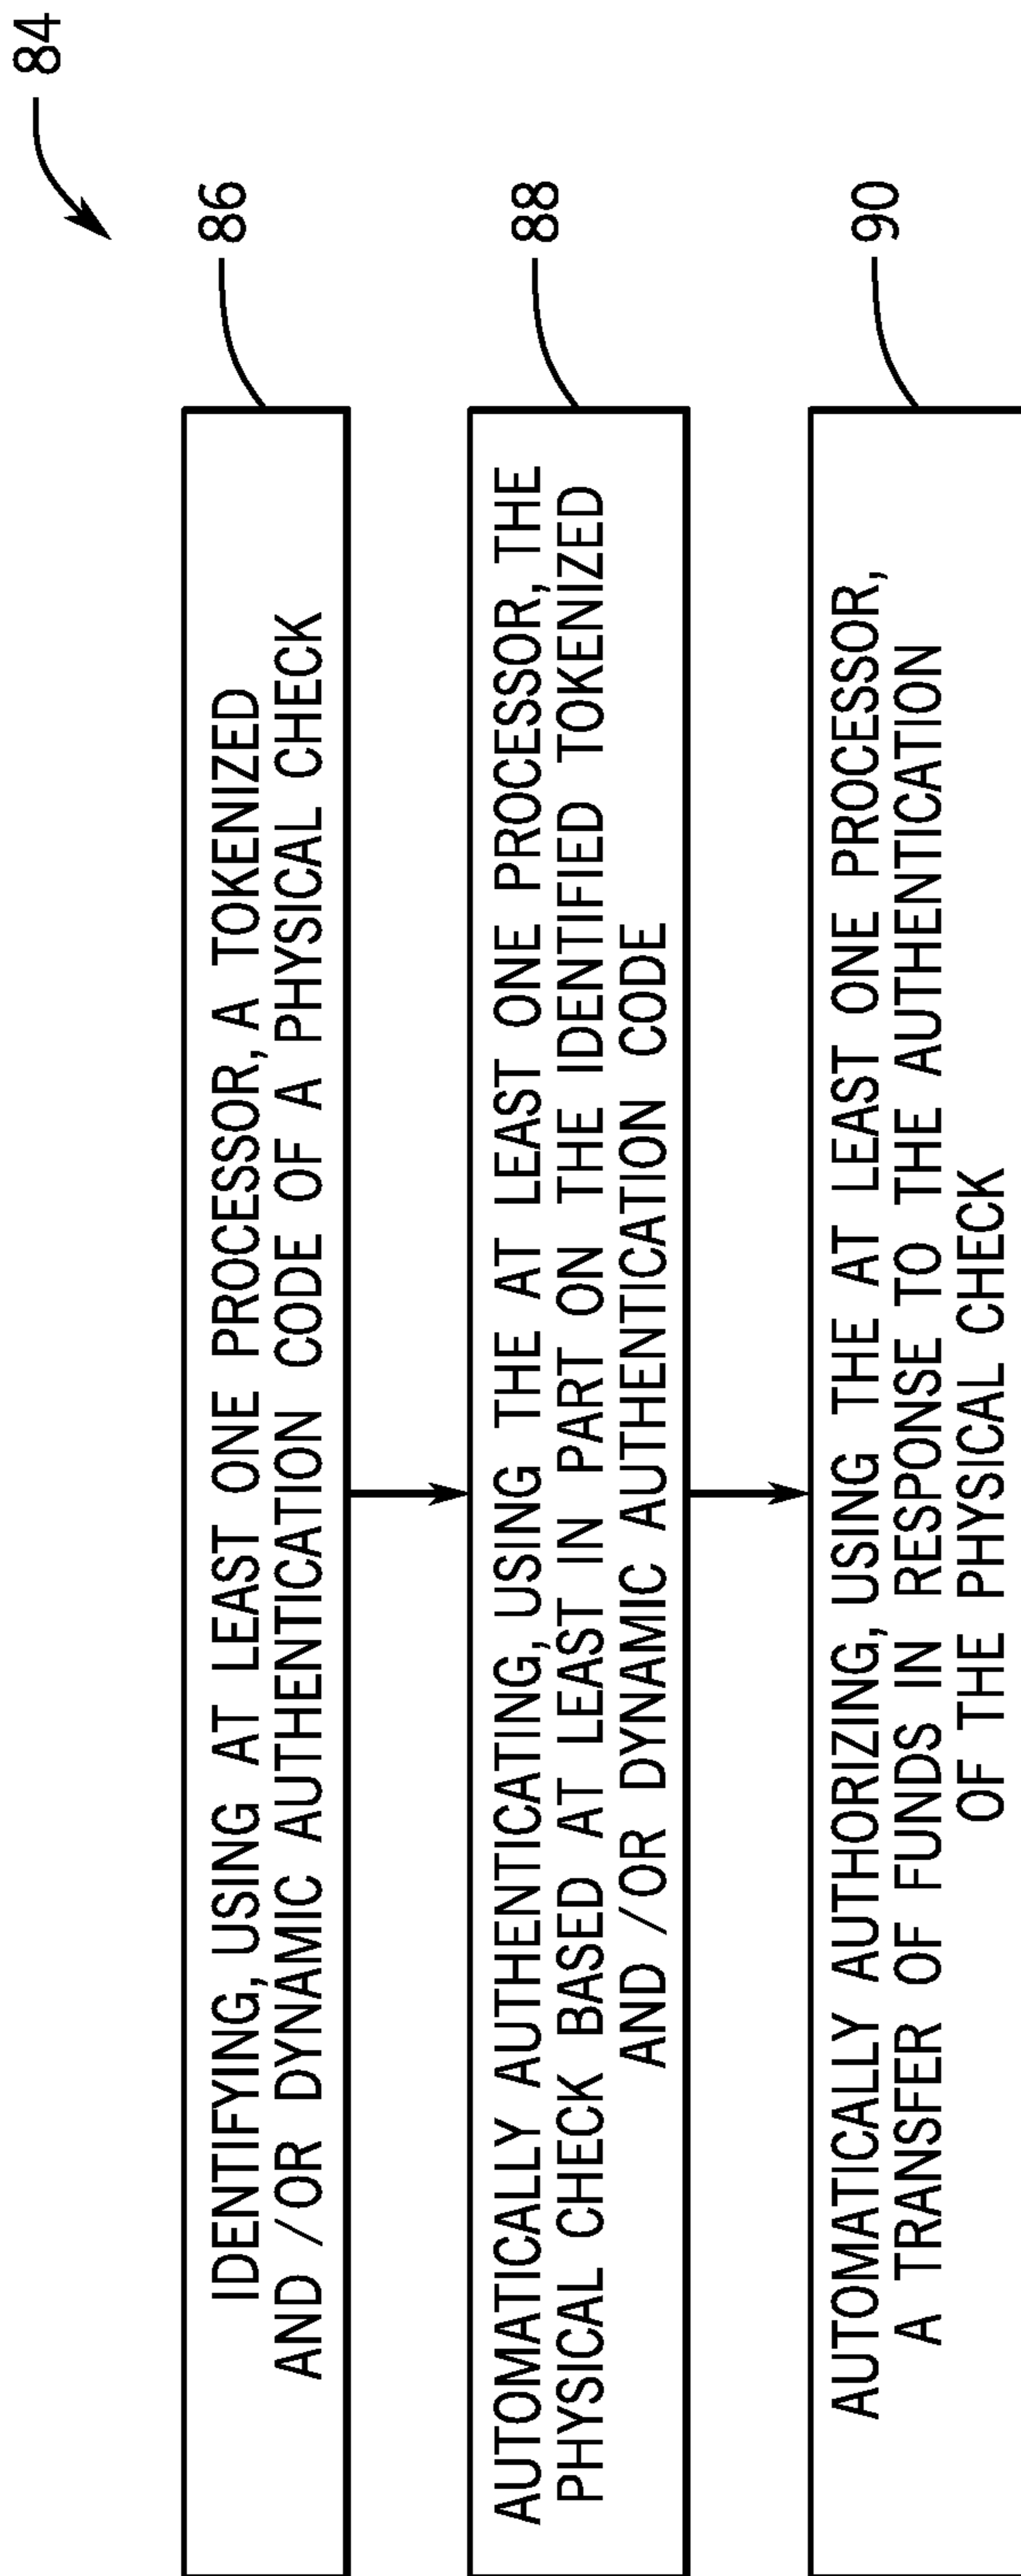 84
86
IDENTIFYING, USING AT LEAST ONE PROCESSOR, A TOKENIZED
AND /OR DYNAMIC AUTHENTICATION CODE OF A PHYSICAL CHECK
88
AUTOMATICALLY AUTHENTICATING, USING THE AT LEAST ONE PROCESSOR, THE
PHYSICAL CHECK BASED AT LEAST IN PART ON THE IDENTIFIED TOKENIZED
AND /OR DYNAMIC AUTHENTICATION CODE
90
AUTOMATICALLY AUTHORIZING, USING THE AT LEAST ONE PROCESSOR,
A TRANSFER OF FUNDS IN RESPONSE TO THE AUTHENTICATION
OF THE PHYSICAL CHECK